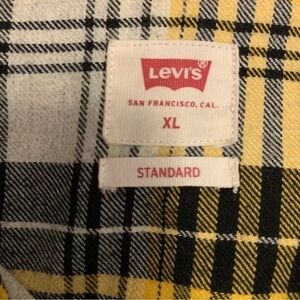 LEVI'S®
SAN FRANCISCO, CAL.
XL
STANDARD